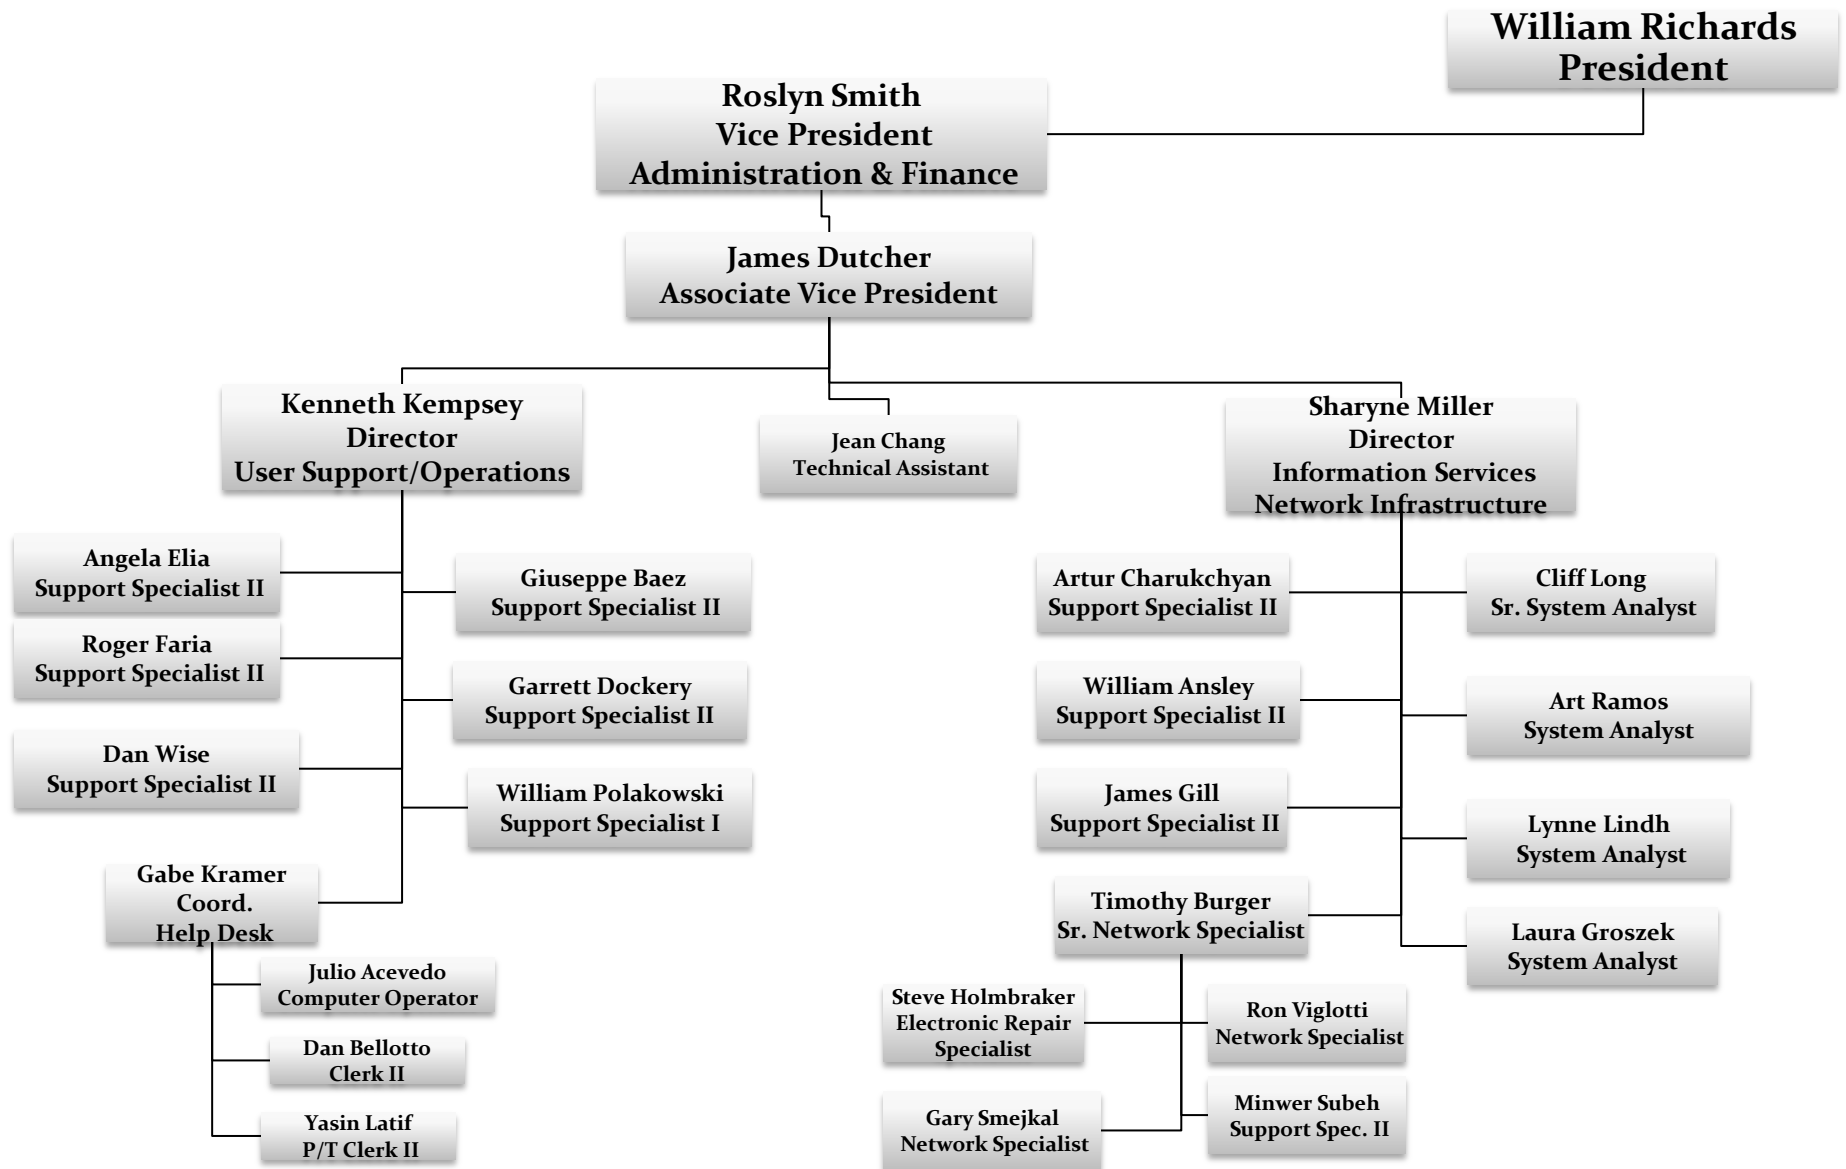 William Richards
President
Roslyn Smith
Vice President
Administration & Finance
James Dutcher
Associate Vice President
Kenneth Kempsey
Director
User Support/Operations
Jean Chang
Technical Assistant
Sharyne Miller
Director
Information Services
Network Infrastructure
Angela Elia
Support Specialist II
Giuseppe Baez
Support Specialist II
Roger Faria
Support Specialist II
Garrett Dockery
Support Specialist II
Dan Wise
Support Specialist II
William Polakowski
Support Specialist I
Gabe Kramer
Coord.
Help Desk
Julio Acevedo
Computer Operator
Dan Bellotto
Clerk II
Yasin Latif
P/T Clerk II
Artur Charukchyan
Support Specialist II
Cliff Long
Sr. System Analyst
William Ansley
Support Specialist II
Art Ramos
System Analyst
James Gill
Support Specialist II
Lynne Lindh
System Analyst
Timothy Burger
Sr. Network Specialist
Laura Groszek
System Analyst
Steve Holmbraker
Electronic Repair
Specialist
Ron Viglotti
Network Specialist
Gary Smejkal
Network Specialist
Minwer Subeh
Support Spec. II